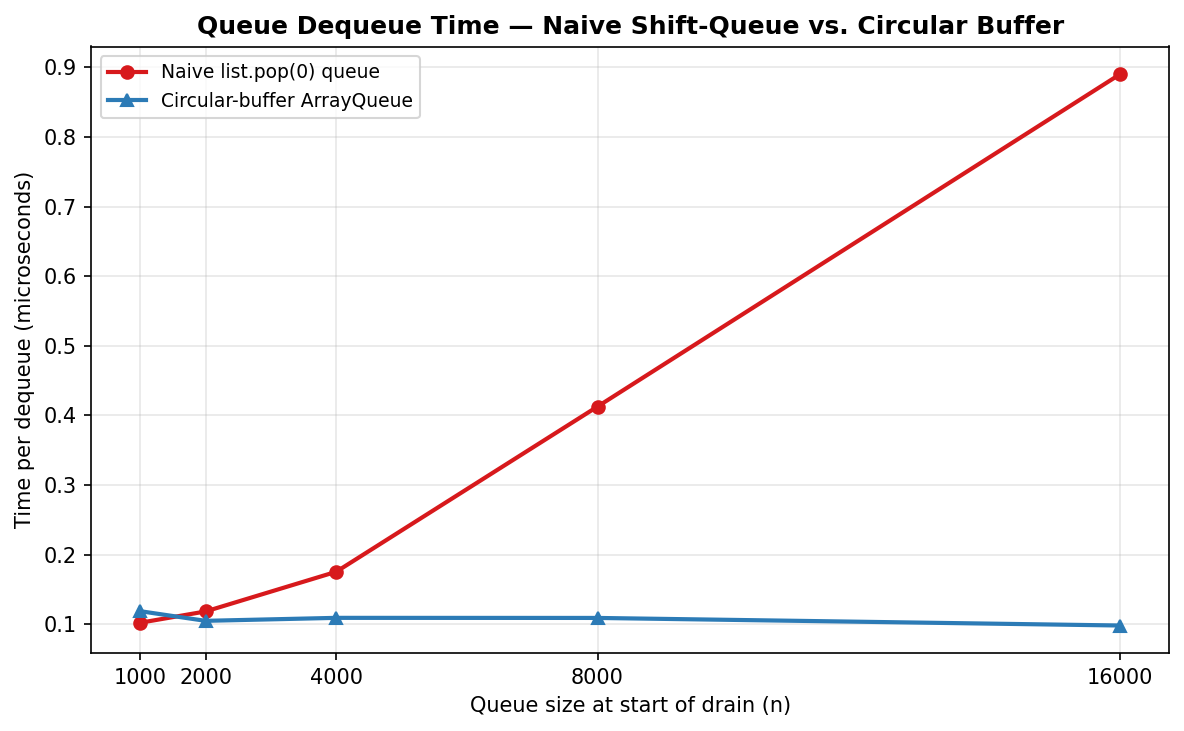 Queue Dequeue Time — Naive Shift-Queue vs. Circular Buffer
Naive list.pop(0) queue
Circular-buffer ArrayQueue
Time per dequeue (microseconds)
0.9
0.8
0.7
0.6
0.5
0.4
0.3
0.2
0.1
1000 2000 4000 8000 16000
Queue size at start of drain (n)